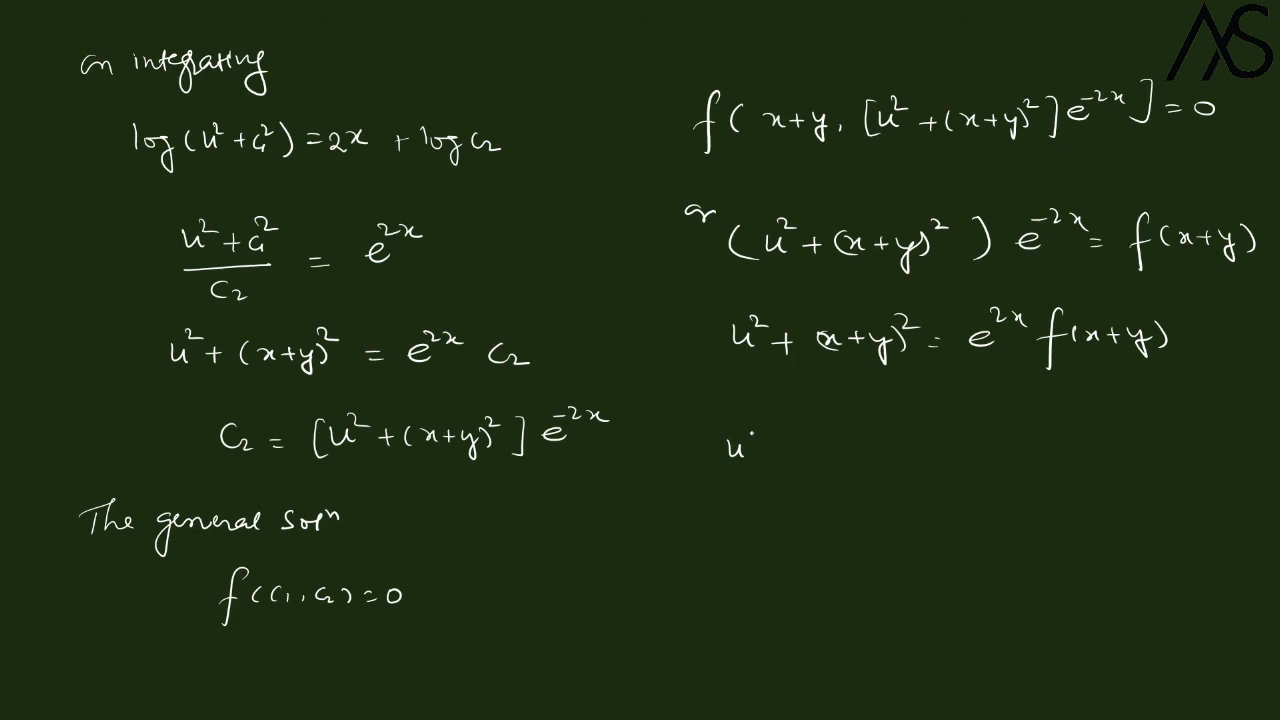 on integrating
log(u² + c₁²) = 2x + log c₂
(u² + c₁²) / c₂ = e^{2x}
u² + (x+y)² = e^{2x} c₂
c₂ = [u² + (x+y)²] e^{-2x}
The general solⁿ
f(c₁, c₂) = 0
AS
f( x+y, [u² + (x+y)²] e^{-2x} ] = 0
or (u² + (x+y)²) e^{-2x} = f(x+y)
u² + (x+y)² = e^{2x} f(x+y)
u